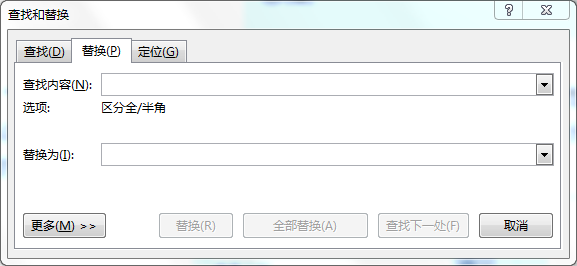 查找和替换
查找(D) 替换(P) 定位(G)
查找内容(N):
选项: 区分全/半角
替换为(I):
更多(M) >> 替换(R) 全部替换(A) 查找下一处(F) 取消